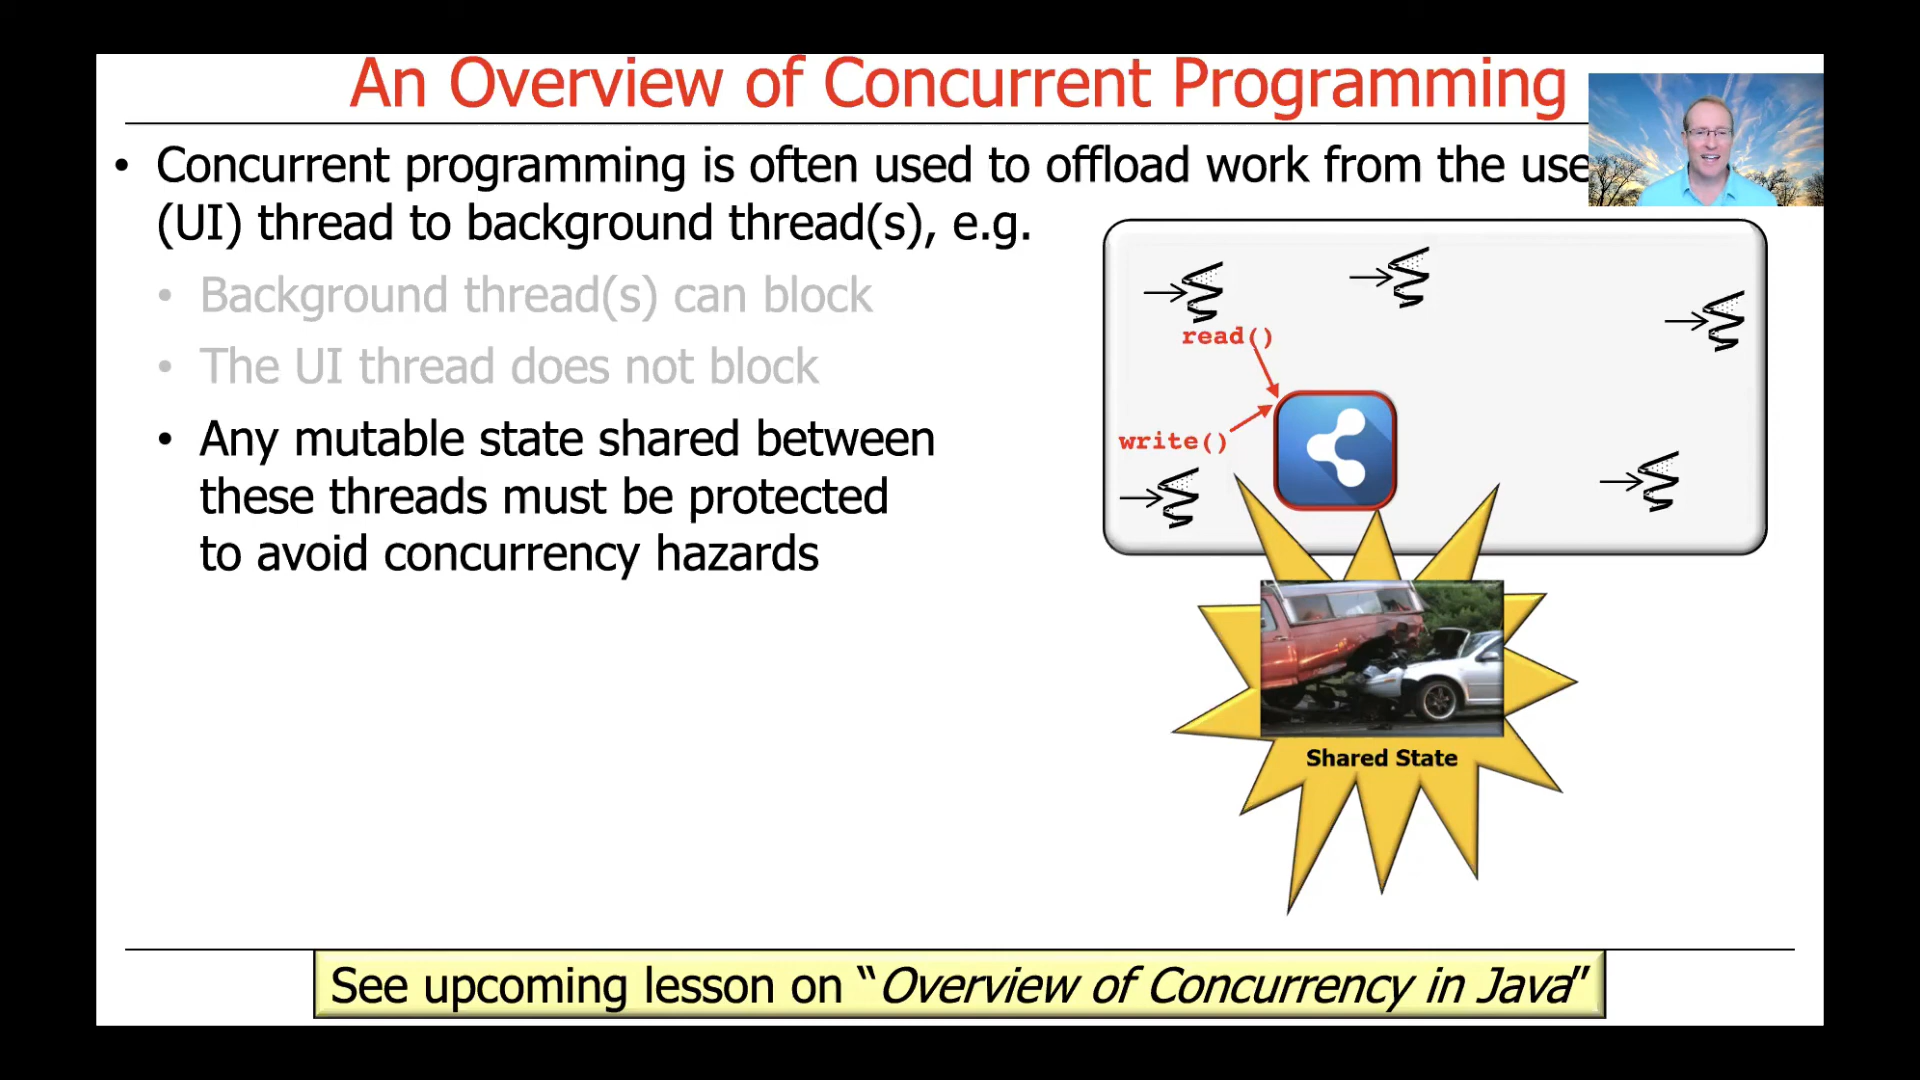 An Overview of Concurrent Programming
• Concurrent programming is often used to offload work from the use
(UI) thread to background thread(s), e.g.
• Background thread(s) can block
• The UI thread does not block
• Any mutable state shared between
these threads must be protected
to avoid concurrency hazards
read()
write()
Shared State
See upcoming lesson on “Overview of Concurrency in Java”